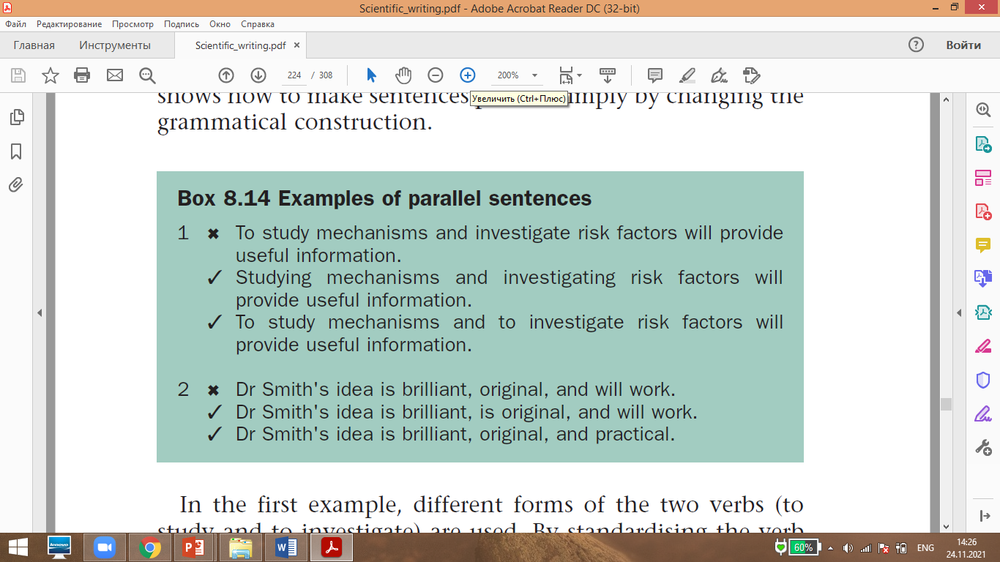 Scientific_writing.pdf - Adobe Acrobat Reader DC (32-bit)
Файл Редактирование Просмотр Подпись Окно Справка
Главная Инструменты Scientific_writing.pdf × Войти
224 / 308 200%
Увеличить (Ctrl+Плюс)
shows how to make sentences simply by changing the
grammatical construction.
Box 8.14 Examples of parallel sentences
1 ✖ To study mechanisms and investigate risk factors will provide
useful information.
✓ Studying mechanisms and investigating risk factors will
provide useful information.
✓ To study mechanisms and to investigate risk factors will
provide useful information.
2 ✖ Dr Smith's idea is brilliant, original, and will work.
✓ Dr Smith's idea is brilliant, is original, and will work.
✓ Dr Smith's idea is brilliant, original, and practical.
In the first example, different forms of the two verbs (to
study and to investigate) are used. By standardising the verb
lenovo 60% ENG 14:26
24.11.2021